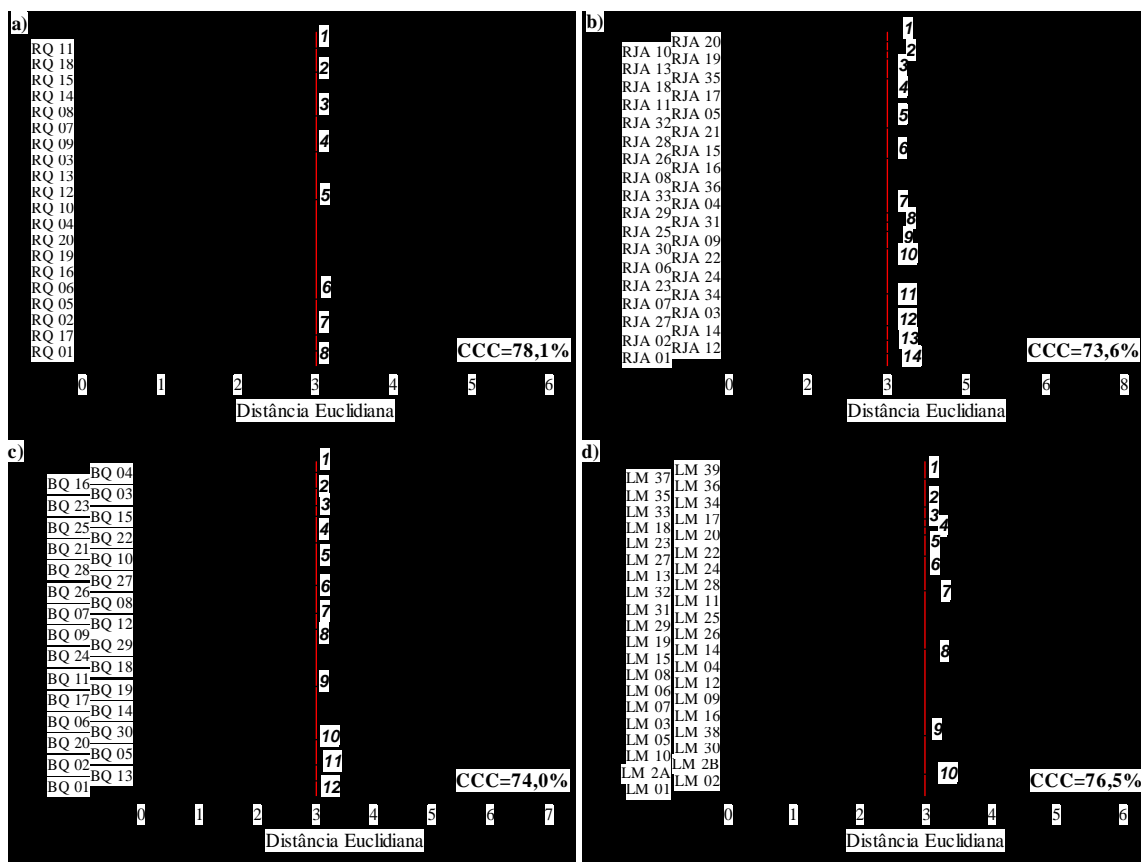 a)
1
RQ 11
RQ 18
2
RQ 15
RQ 14
3
RQ 08
RQ 07
4
RQ 09
RQ 03
RQ 13
RQ 12
5
RQ 10
RQ 04
RQ 20
RQ 19
RQ 16
RQ 06
6
RQ 05
RQ 02
7
RQ 17
RQ 01
8
CCC=78,1%
0 1 2 3 4 5 6
Distância Euclidiana
b)
1
RJA 20
RJA 10
2
RJA 19
RJA 13
3
RJA 35
RJA 18
4
RJA 17
RJA 11
RJA 05
5
RJA 32
RJA 21
RJA 28
RJA 15
6
RJA 26
RJA 16
RJA 08
RJA 36
RJA 33
7
RJA 04
RJA 29
8
RJA 31
RJA 25
9
RJA 09
RJA 30
10
RJA 22
RJA 06
RJA 24
RJA 23
RJA 34
11
RJA 07
RJA 03
12
RJA 27
RJA 14
13
RJA 02
RJA 12
14
RJA 01
CCC=73,6%
0 2 3 5 6 8
Distância Euclidiana
c)
1
BQ 04
BQ 16
2
BQ 03
BQ 23
3
BQ 15
BQ 25
4
BQ 22
BQ 21
5
BQ 10
BQ 28
BQ 27
6
BQ 26
BQ 08
7
BQ 07
BQ 12
8
BQ 09
BQ 29
BQ 24
BQ 18
BQ 11
9
BQ 19
BQ 17
BQ 14
BQ 06
BQ 30
10
BQ 20
BQ 05
11
BQ 02
BQ 13
12
BQ 01
CCC=74,0%
0 1 2 3 4 5 6 7
Distância Euclidiana
d)
1
LM 39
LM 37
LM 36
2
LM 35
LM 34
3
LM 33
LM 17
4
LM 18
LM 20
5
LM 23
LM 22
6
LM 27
LM 24
LM 13
LM 28
7
LM 32
LM 11
LM 31
LM 25
LM 29
LM 26
LM 19
LM 14
8
LM 15
LM 04
LM 08
LM 12
LM 06
LM 09
LM 07
LM 16
LM 03
9
LM 38
LM 05
LM 30
LM 10
LM 2B
10
LM 2A
LM 02
LM 01
CCC=76,5%
0 1 2 3 4 5 6
Distância Euclidiana